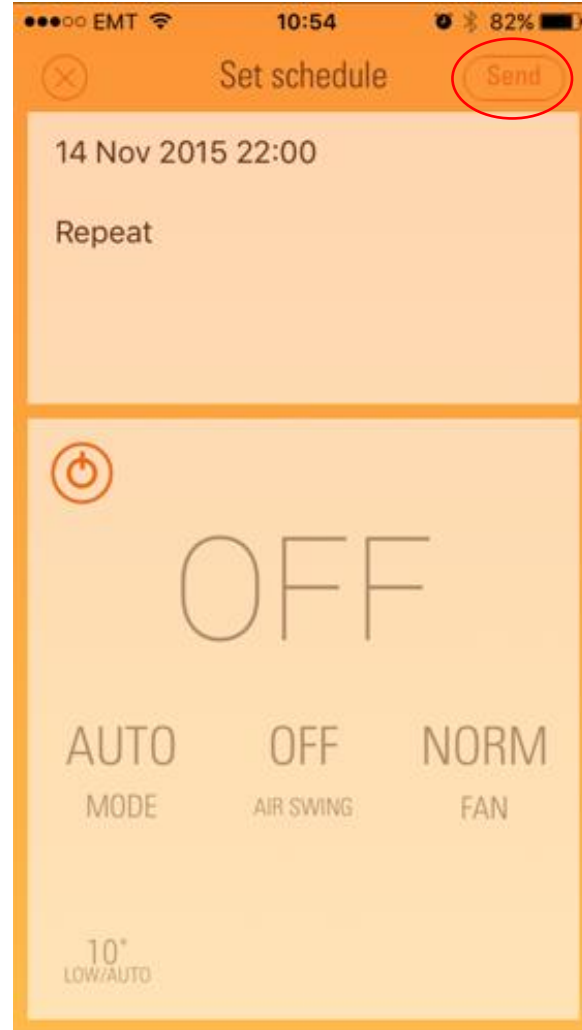 EMT 10:54 82%
Set schedule Send
14 Nov 2015 22:00
Repeat
OFF
AUTO OFF NORM
MODE AIR SWING FAN
10°
LOW/AUTO